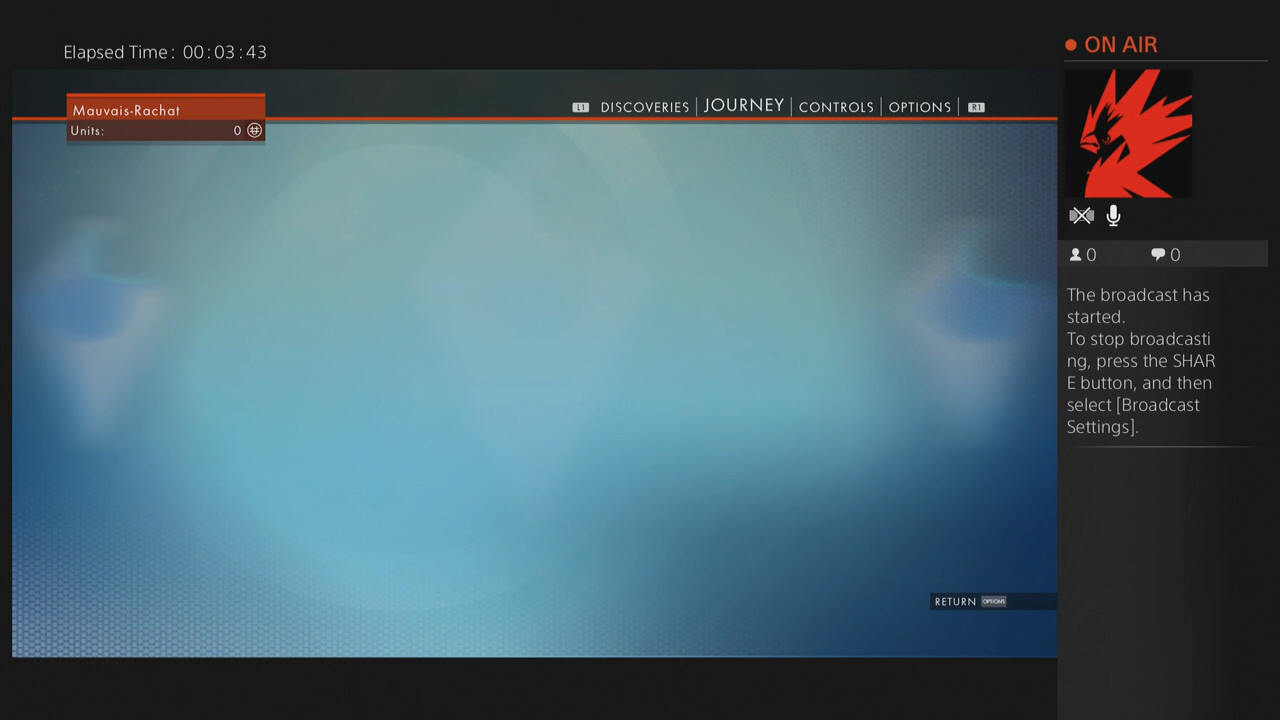 Elapsed Time: 00:03:43
ON AIR
Mauvais-Rachat
Units: 0
L1 DISCOVERIES JOURNEY CONTROLS OPTIONS R1
0 0
The broadcast has
started.
To stop broadcasti
ng, press the SHAR
E button, and then
select [Broadcast
Settings].
RETURN OPTIONS